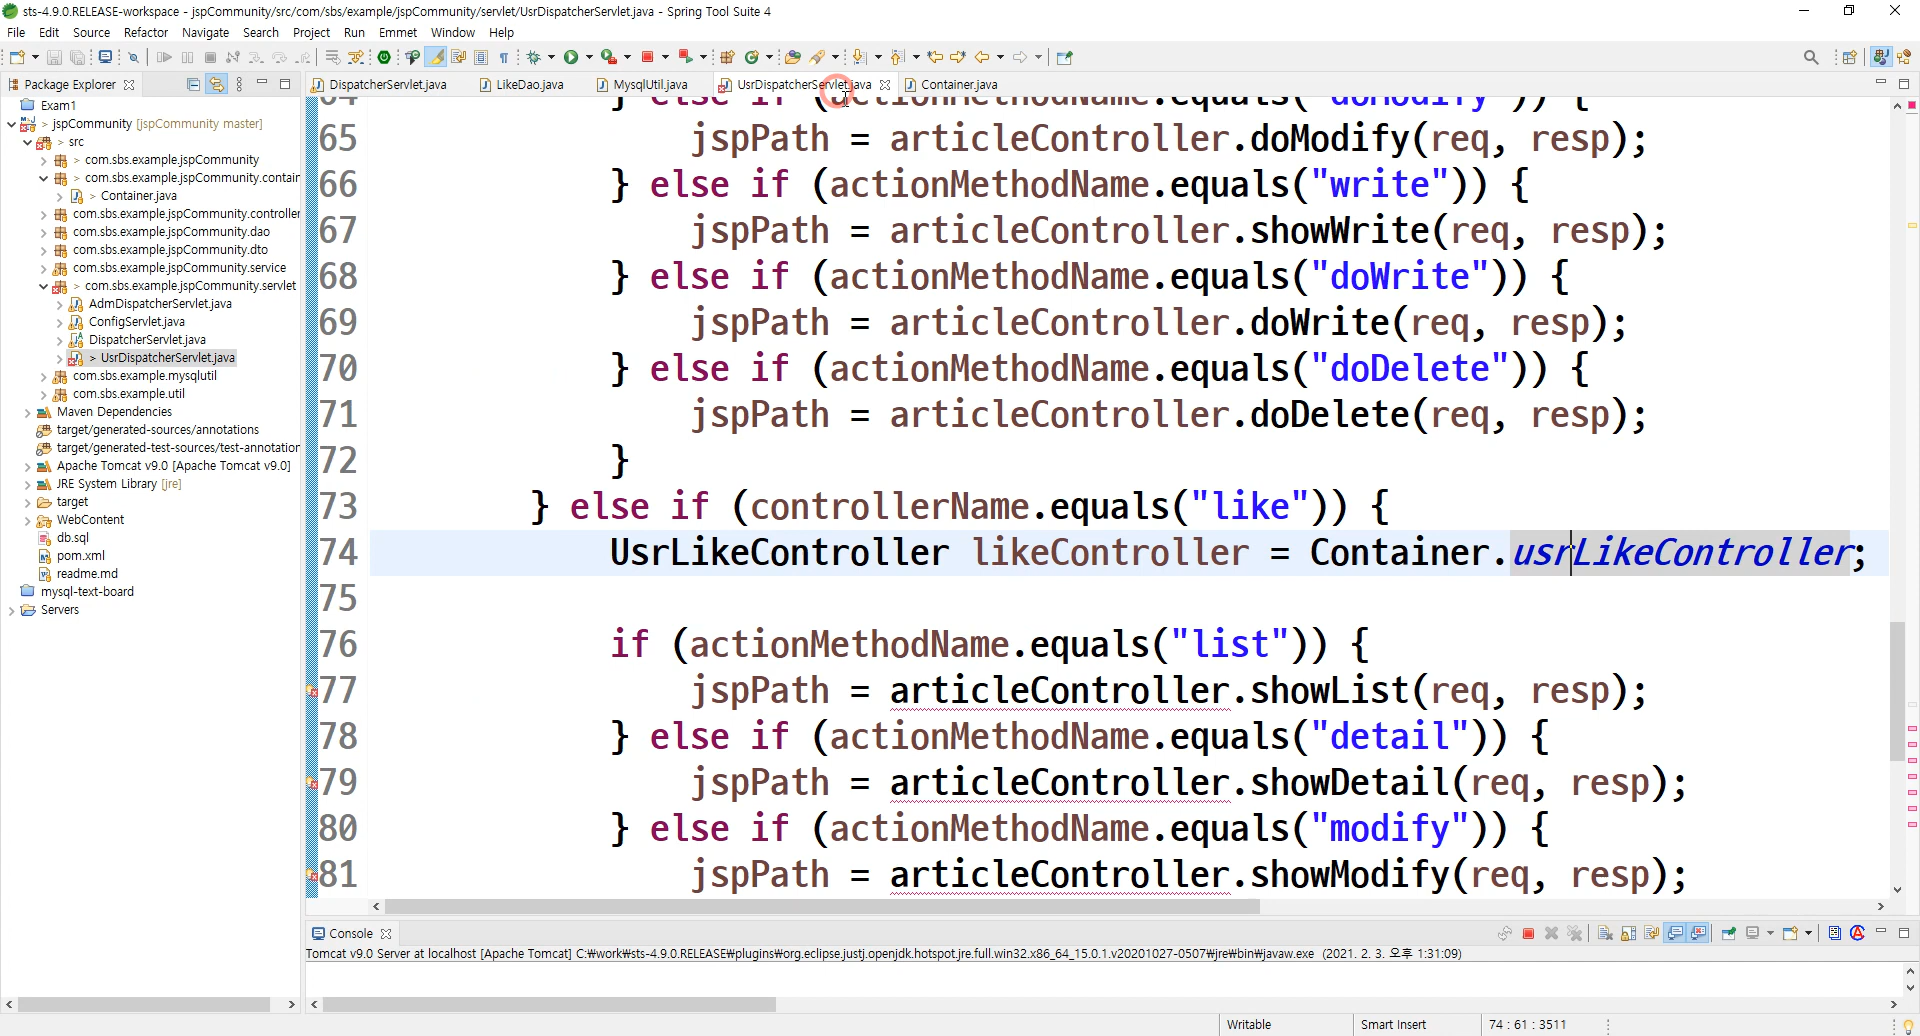 sts-4.9.0.RELEASE-workspace - jspCommunity/src/com/sbs/example/jspCommunity/servlet/UsrDispatcherServlet.java - Spring Tool Suite 4
File Edit Source Refactor Navigate Search Project Run Emmet Window Help
Package Explorer
DispatcherServlet.java LikeDao.java MysqlUtil.java UsrDispatcherServlet.java Container.java
Exam1
> jspCommunity [jspCommunity master]
> src
> com.sbs.example.jspCommunity
> com.sbs.example.jspCommunity.contair
> Container.java
com.sbs.example.jspCommunity.controller
com.sbs.example.jspCommunity.dao
com.sbs.example.jspCommunity.dto
com.sbs.example.jspCommunity.service
> com.sbs.example.jspCommunity.servlet
AdmDispatcherServlet.java
ConfigServlet.java
DispatcherServlet.java
> UsrDispatcherServlet.java
com.sbs.example.mysqlutil
com.sbs.example.util
Maven Dependencies
target/generated-sources/annotations
target/generated-test-sources/test-annotation
Apache Tomcat v9.0 [Apache Tomcat v9.0]
JRE System Library [jre]
target
WebContent
db.sql
pom.xml
readme.md
mysql-text-board
Servers
64 } else if (actionMethodName.equals("doModify")) {
65 jspPath = articleController.doModify(req, resp);
66 } else if (actionMethodName.equals("write")) {
67 jspPath = articleController.showWrite(req, resp);
68 } else if (actionMethodName.equals("doWrite")) {
69 jspPath = articleController.doWrite(req, resp);
70 } else if (actionMethodName.equals("doDelete")) {
71 jspPath = articleController.doDelete(req, resp);
72 }
73 } else if (controllerName.equals("like")) {
74 UsrLikeController likeController = Container.usrLikeController;
75
76 if (actionMethodName.equals("list")) {
77 jspPath = articleController.showList(req, resp);
78 } else if (actionMethodName.equals("detail")) {
79 jspPath = articleController.showDetail(req, resp);
80 } else if (actionMethodName.equals("modify")) {
81 jspPath = articleController.showModify(req, resp);
Console
Tomcat v9.0 Server at localhost [Apache Tomcat] C:₩work₩sts-4.9.0.RELEASE₩plugins₩org.eclipse.justj.openjdk.hotspot.jre.full.win32.x86_64_15.0.1.v20201027-0507₩jre₩bin₩javaw.exe (2021. 2. 3. 오후 1:31:09)
Writable Smart Insert 74 : 61 : 3511